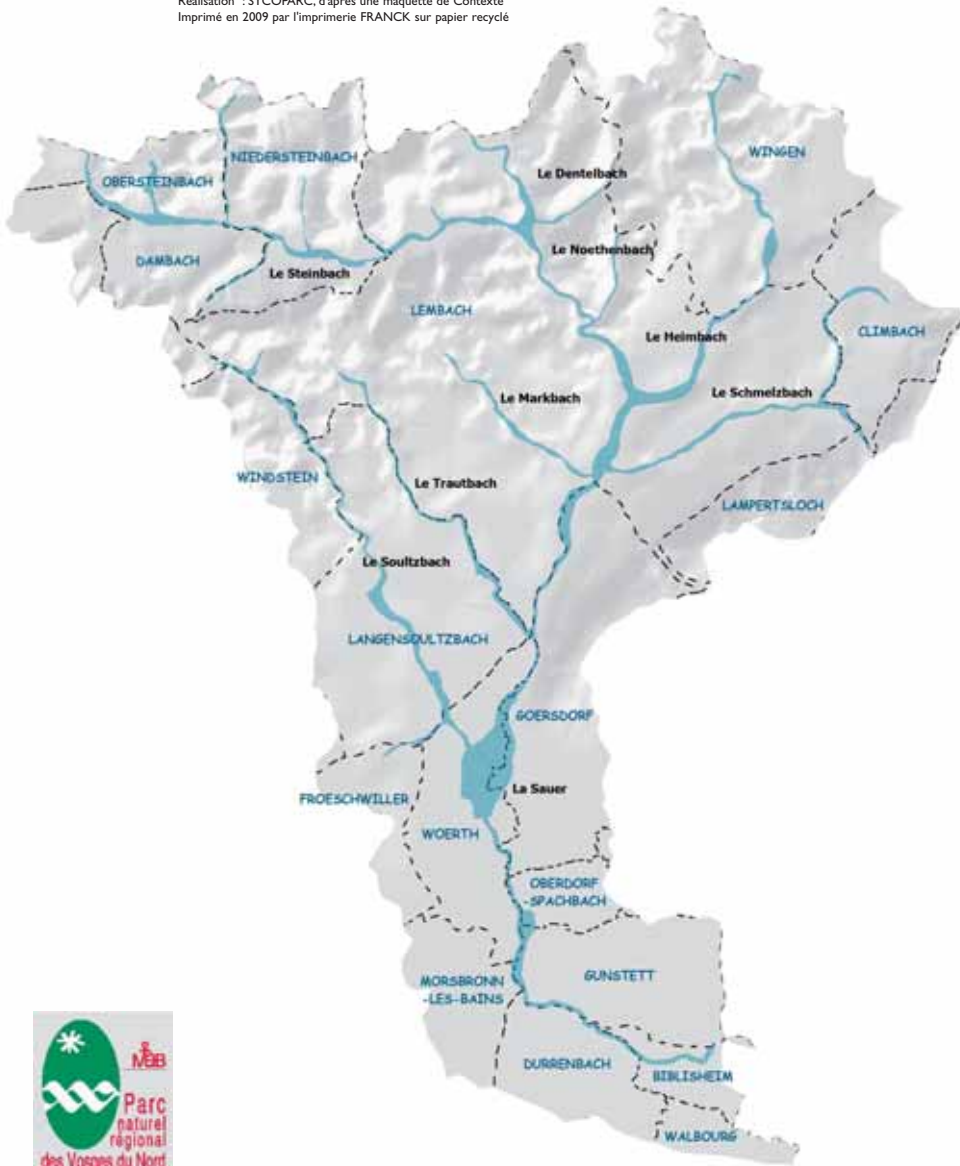 Réalisation : SYCOPARC, d'après une maquette de Contexte
Imprimé en 2009 par l'imprimerie FRANCK sur papier recyclé
WINGEN
NIEDERSTEINBACH
Le Dentelbach
OBERSTEINBACH
Le Noethenbach
DAMBACH
Le Steinbach
LEMBACH
CLIMBACH
Le Heimbach
Le Schmelzbach
Le Markbach
WINDSTEIN
Le Trautbach
LAMPERTSLOCH
Le Soultzbach
LANGENSOULTZBACH
GOERSDORF
La Sauer
FROESCHWILLER
WOERTH
OBERDORF
-SPACHBACH
GUNSTETT
MORSBRONN
-LES-BAINS
DURRENBACH
BIBLISHEIM
WALBOURG
MAB
Parc
naturel
régional
des Vosges du Nord